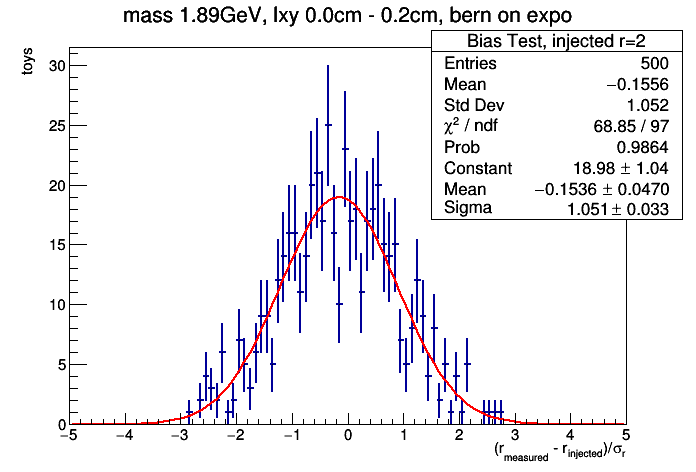 mass 1.89GeV, lxy 0.0cm - 0.2cm, bern on expo
Bias Test, injected r=2
Entries 500
Mean −0.1556
Std Dev 1.052
χ² / ndf 68.85 / 97
Prob 0.9864
Constant 18.98 ± 1.04
Mean −0.1536 ± 0.0470
Sigma 1.051 ± 0.033
toys
30
25
20
15
10
5
0
−5 −4 −3 −2 −1 0 1 2 3 4 5
(r_measured - r_injected)/σ_r